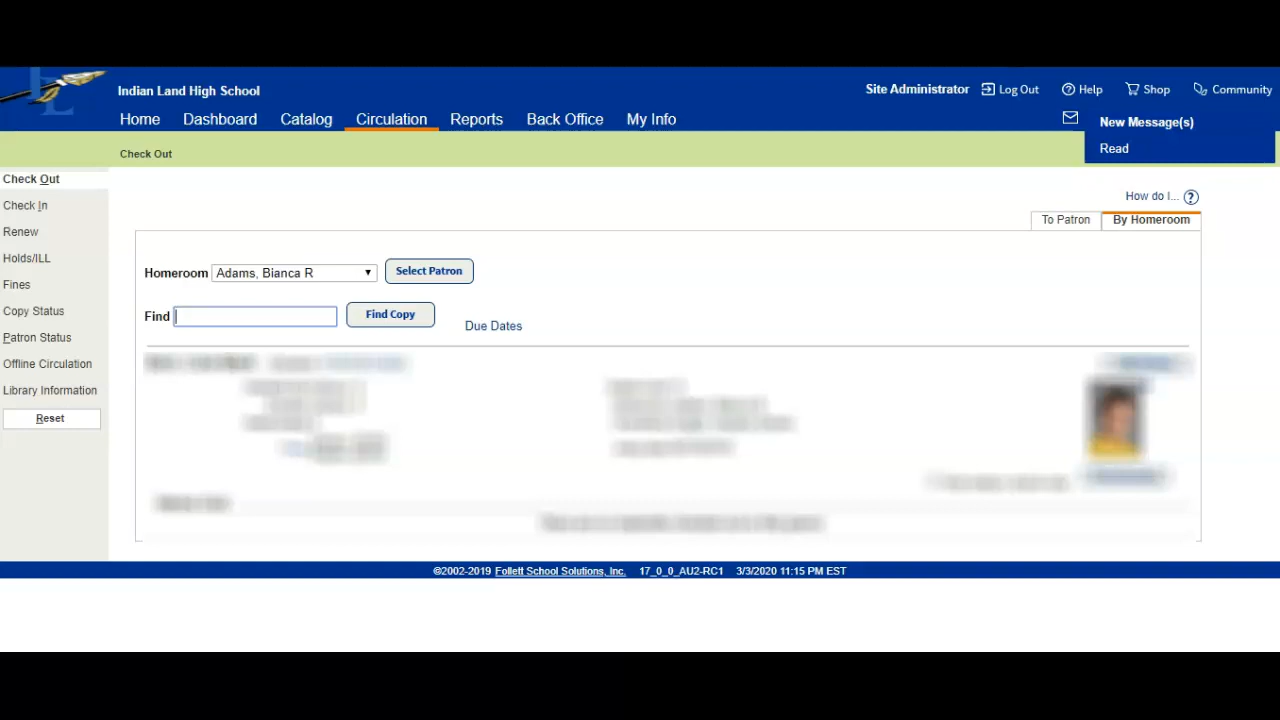 Indian Land High School
Site Administrator Log Out Help Shop Community
Home Dashboard Catalog Circulation Reports Back Office My Info
New Message(s)
Read
Check Out
Check Out
Check In
Renew
Holds/ILL
Fines
Copy Status
Patron Status
Offline Circulation
Library Information
Reset
How do I... ?
To Patron By Homeroom
Homeroom Adams, Bianca R Select Patron
Find Find Copy Due Dates
©2002-2019 Follett School Solutions, Inc. 17_0_0_AU2-RC1 3/3/2020 11:15 PM EST